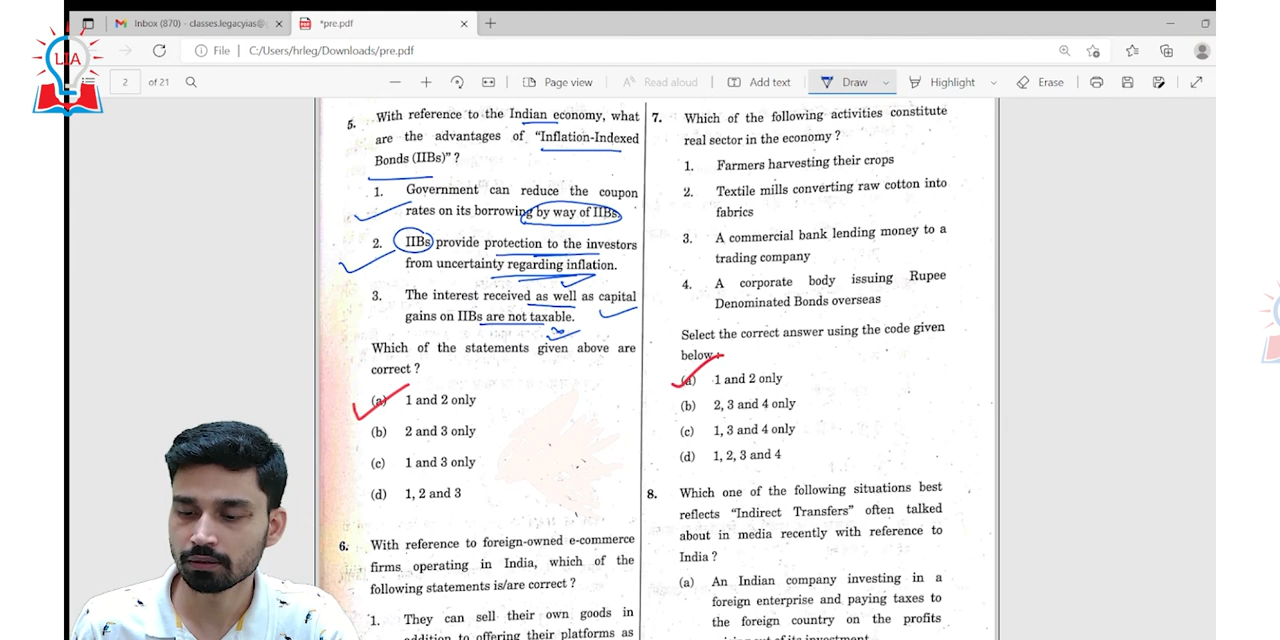 Inbox (870) - classes.legacyias@
*pre.pdf
LIA
File
C:/Users/hrleg/Downloads/pre.pdf
2
of 21
Page view
Read aloud
Add text
Draw
Highlight
Erase
5. With reference to the Indian economy, what
are the advantages of "Inflation-Indexed
Bonds (IIBs)" ?
1. Government can reduce the coupon
rates on its borrowing by way of IIBs.
2. IIBs provide protection to the investors
from uncertainty regarding inflation.
3. The interest received as well as capital
gains on IIBs are not taxable.
Which of the statements given above are
correct ?
(a) 1 and 2 only
(b) 2 and 3 only
(c) 1 and 3 only
(d) 1, 2 and 3
6. With reference to foreign-owned e-commerce
firms operating in India, which of the
following statements is/are correct ?
1. They can sell their own goods in
addition to offering their platforms as
7. Which of the following activities constitute
real sector in the economy ?
1. Farmers harvesting their crops
2. Textile mills converting raw cotton into
fabrics
3. A commercial bank lending money to a
trading company
4. A corporate body issuing Rupee
Denominated Bonds overseas
Select the correct answer using the code given
below :
(a) 1 and 2 only
(b) 2, 3 and 4 only
(c) 1, 3 and 4 only
(d) 1, 2, 3 and 4
8. Which one of the following situations best
reflects "Indirect Transfers" often talked
about in media recently with reference to
India ?
(a) An Indian company investing in a
foreign enterprise and paying taxes to
the foreign country on the profits